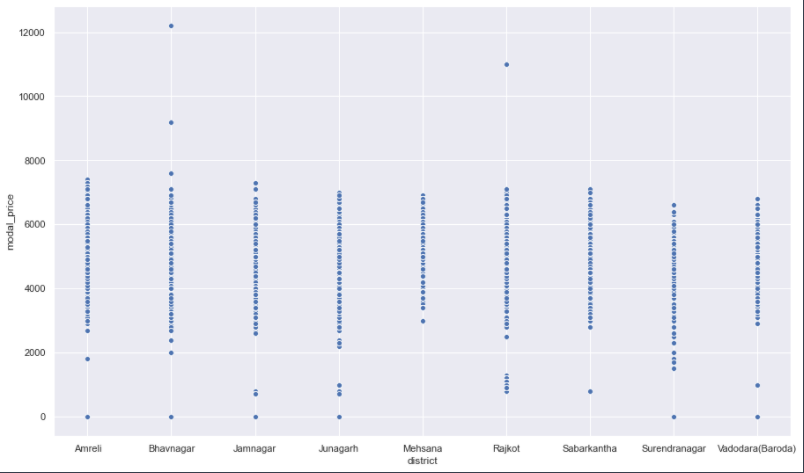 12000
10000
8000
6000
4000
2000
0
modal_price
Amreli Bhavnagar Jamnagar Junagarh Mehsana Rajkot Sabarkantha Surendranagar Vadodara(Baroda)
district